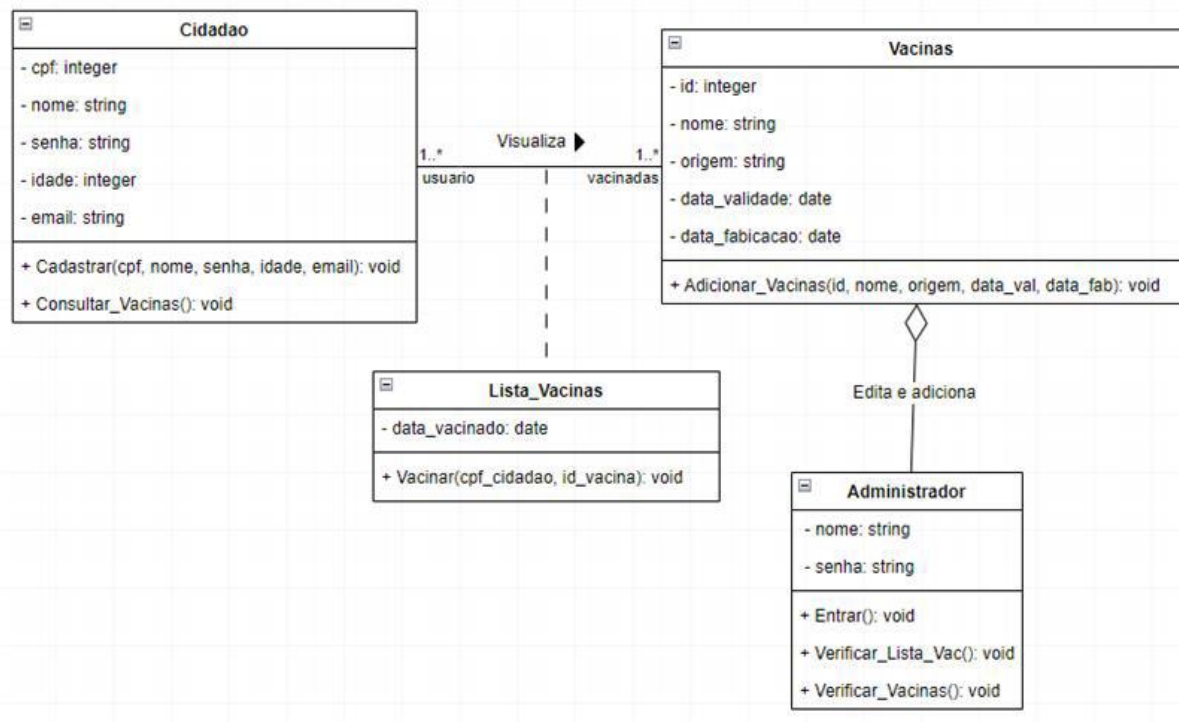 Cidadao
- cpf: integer
- nome: string
- senha: string
- idade: integer
- email: string
+ Cadastrar(cpf, nome, senha, idade, email): void
+ Consultar_Vacinas(): void
Visualiza
1..*
1..*
usuario
vacinadas
Vacinas
- id: integer
- nome: string
- origem: string
- data_validade: date
- data_fabicacao: date
+ Adicionar_Vacinas(id, nome, origem, data_val, data_fab): void
Lista_Vacinas
- data_vacinado: date
+ Vacinar(cpf_cidadao, id_vacina): void
Edita e adiciona
Administrador
- nome: string
- senha: string
+ Entrar(): void
+ Verificar_Lista_Vac(): void
+ Verificar_Vacinas(): void